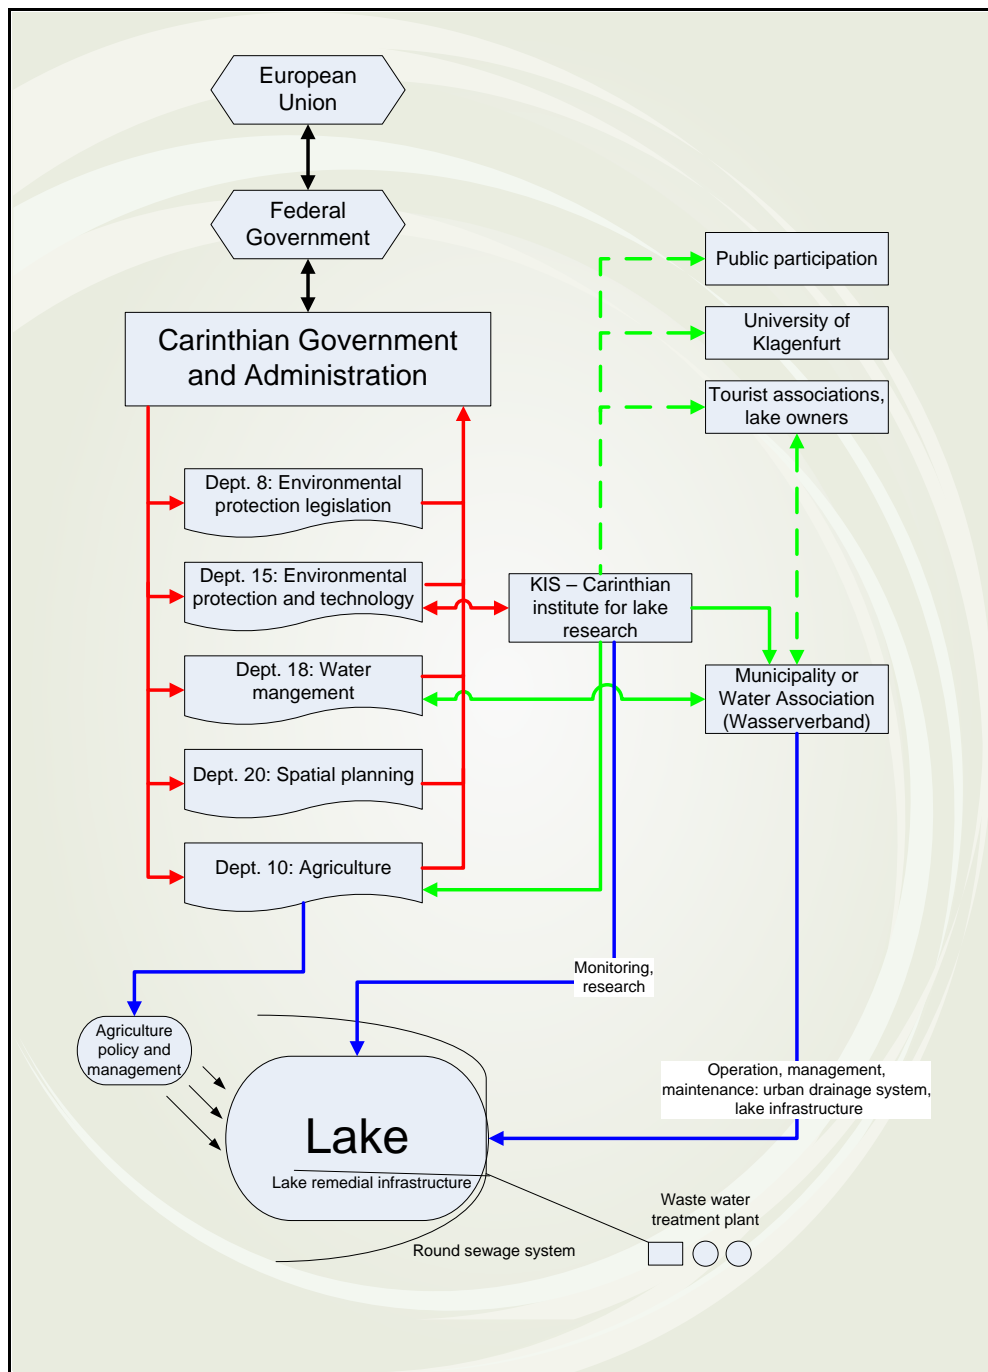 European
Union
Federal
Government
Carinthian Government
and Administration
Public participation
University of
Klagenfurt
Tourist associations,
lake owners
Dept. 8: Environmental
protection legislation
Dept. 15: Environmental
protection and technology
KIS – Carinthian
institute for lake
research
Dept. 18: Water
mangement
Municipality or
Water Association
(Wasserverband)
Dept. 20: Spatial planning
Dept. 10: Agriculture
Monitoring,
research
Agriculture
policy and
management
Operation, management,
maintenance: urban drainage system,
lake infrastructure
Lake
Lake remedial infrastructure
Waste water
treatment plant
Round sewage system